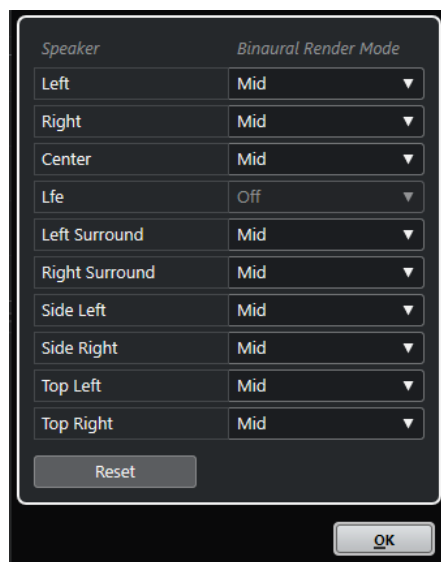 Speaker Binaural Render Mode
Left Mid
Right Mid
Center Mid
Lfe Off
Left Surround Mid
Right Surround Mid
Side Left Mid
Side Right Mid
Top Left Mid
Top Right Mid
Reset
OK